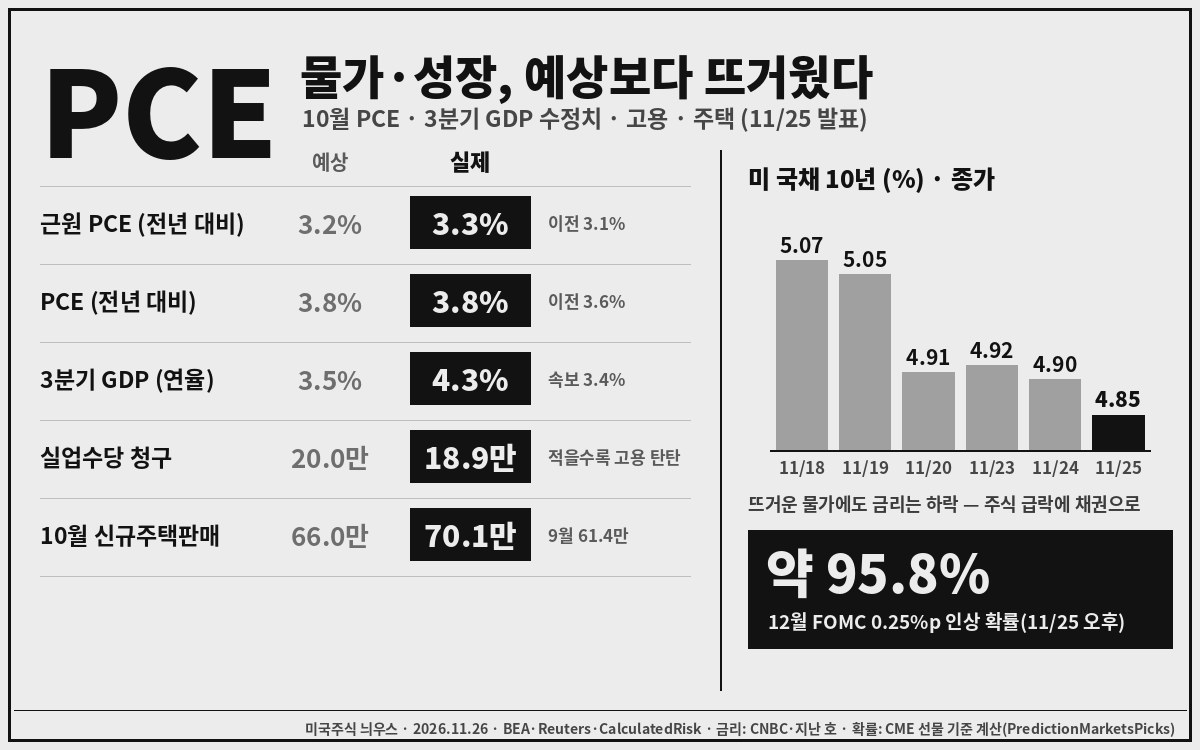 PCE
물가·성장, 예상보다 뜨거웠다
10월 PCE · 3분기 GDP 수정치 · 고용 · 주택 (11/25 발표)
예상 실제
근원 PCE (전년 대비) 3.2% 3.3% 이전 3.1%
PCE (전년 대비) 3.8% 3.8% 이전 3.6%
3분기 GDP (연율) 3.5% 4.3% 속보 3.4%
실업수당 청구 20.0만 18.9만 적을수록 고용 탄탄
10월 신규주택판매 66.0만 70.1만 9월 61.4만
미 국채 10년 (%) · 종가
5.07 5.05 4.91 4.92 4.90 4.85
11/18 11/19 11/20 11/23 11/24 11/25
뜨거운 물가에도 금리는 하락 — 주식 급락에 채권으로
약 95.8%
12월 FOMC 0.25%p 인상 확률(11/25 오후)
미국주식 늬우스 · 2026.11.26 · BEA·Reuters·CalculatedRisk · 금리: CNBC·지난 호 · 확률: CME 선물 기준 계산(PredictionMarketsPicks)